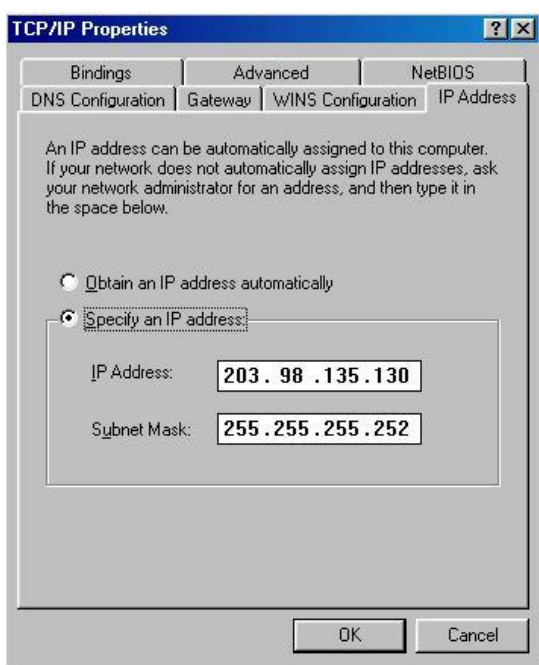 TCP/IP Properties
Bindings Advanced NetBIOS
DNS Configuration Gateway WINS Configuration IP Address
An IP address can be automatically assigned to this computer.
If your network does not automatically assign IP addresses, ask
your network administrator for an address, and then type it in
the space below.
Obtain an IP address automatically
Specify an IP address:
IP Address: 203. 98 .135.130
Subnet Mask: 255.255.255.252
OK Cancel